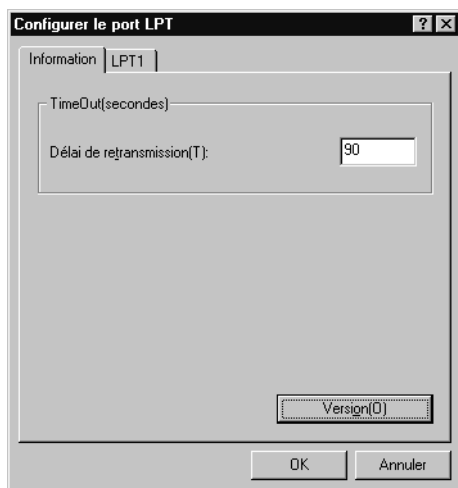 Configurer le port LPT
Information LPT1
TimeOut(secondes)
Délai de retransmission(T): 90
Version(O)
OK Annuler